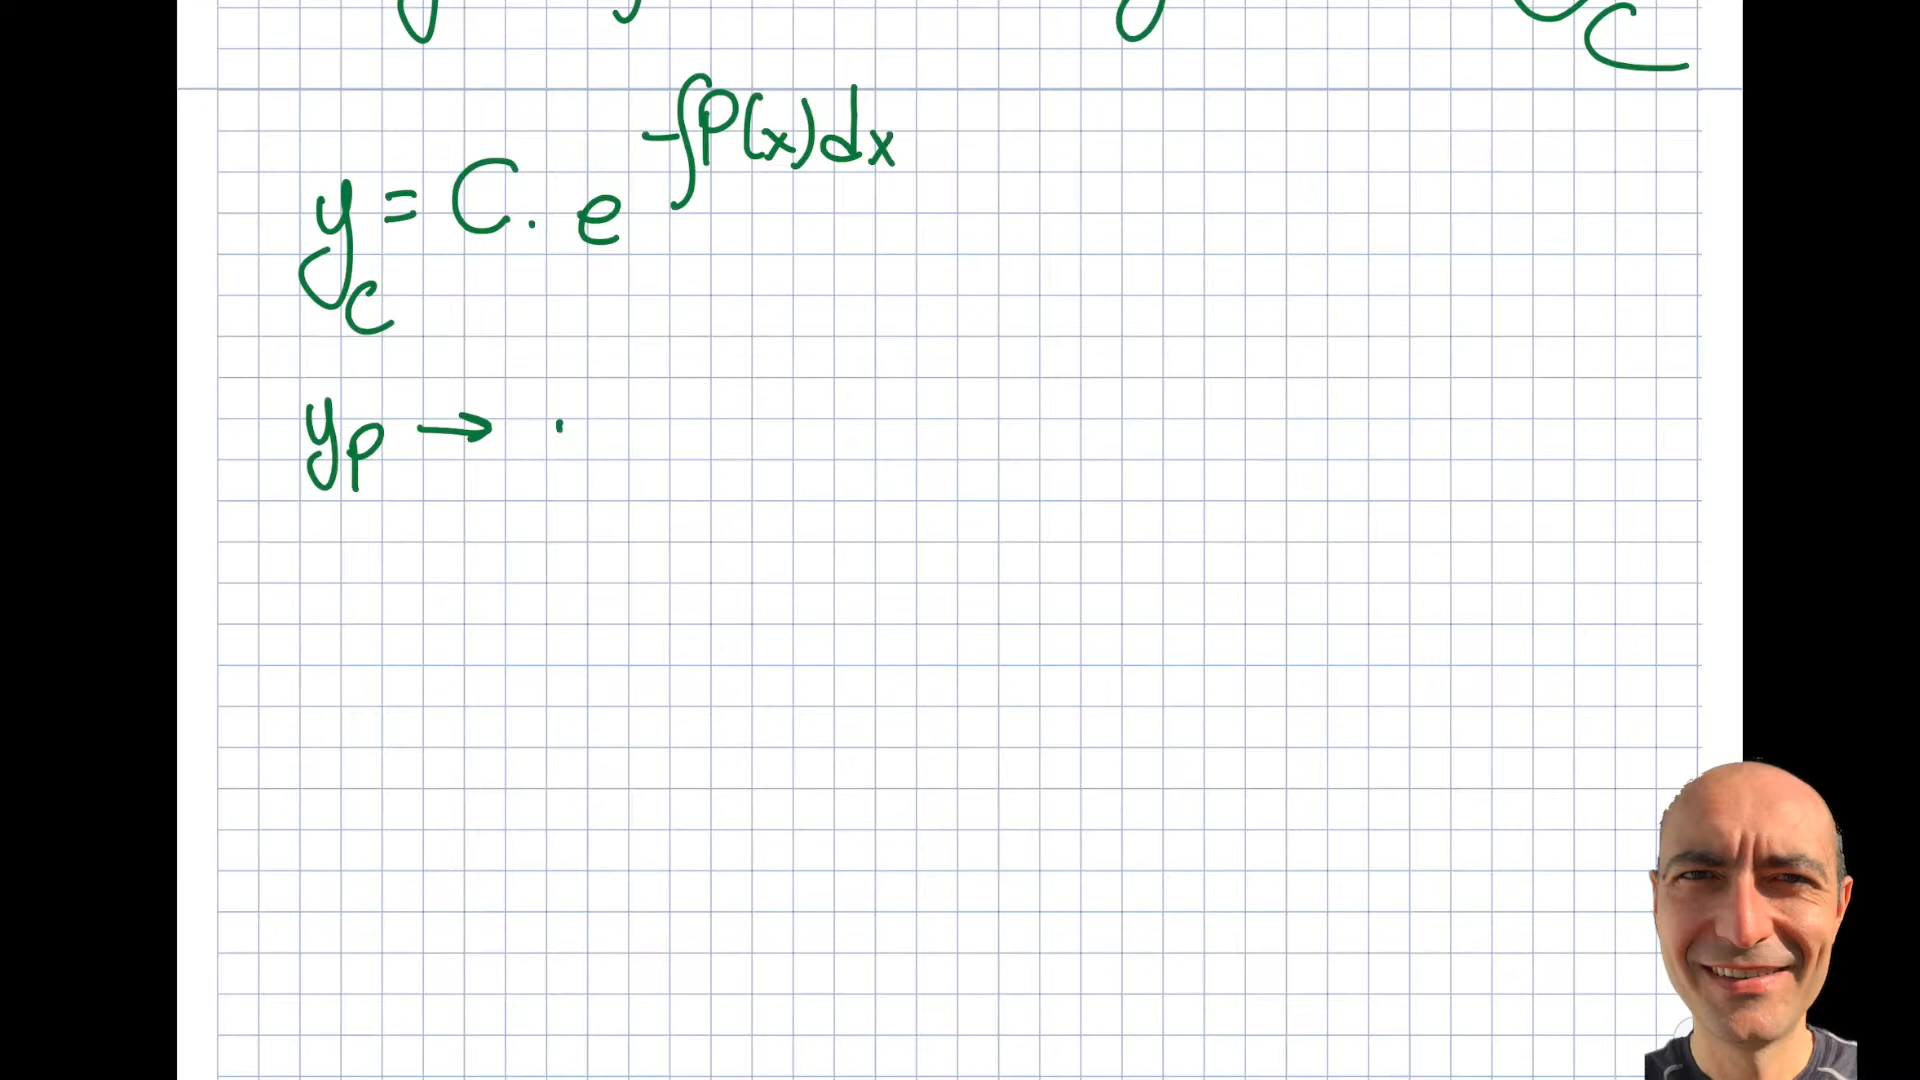 y_c = C. e^{-∫P(x)dx}
y_p →